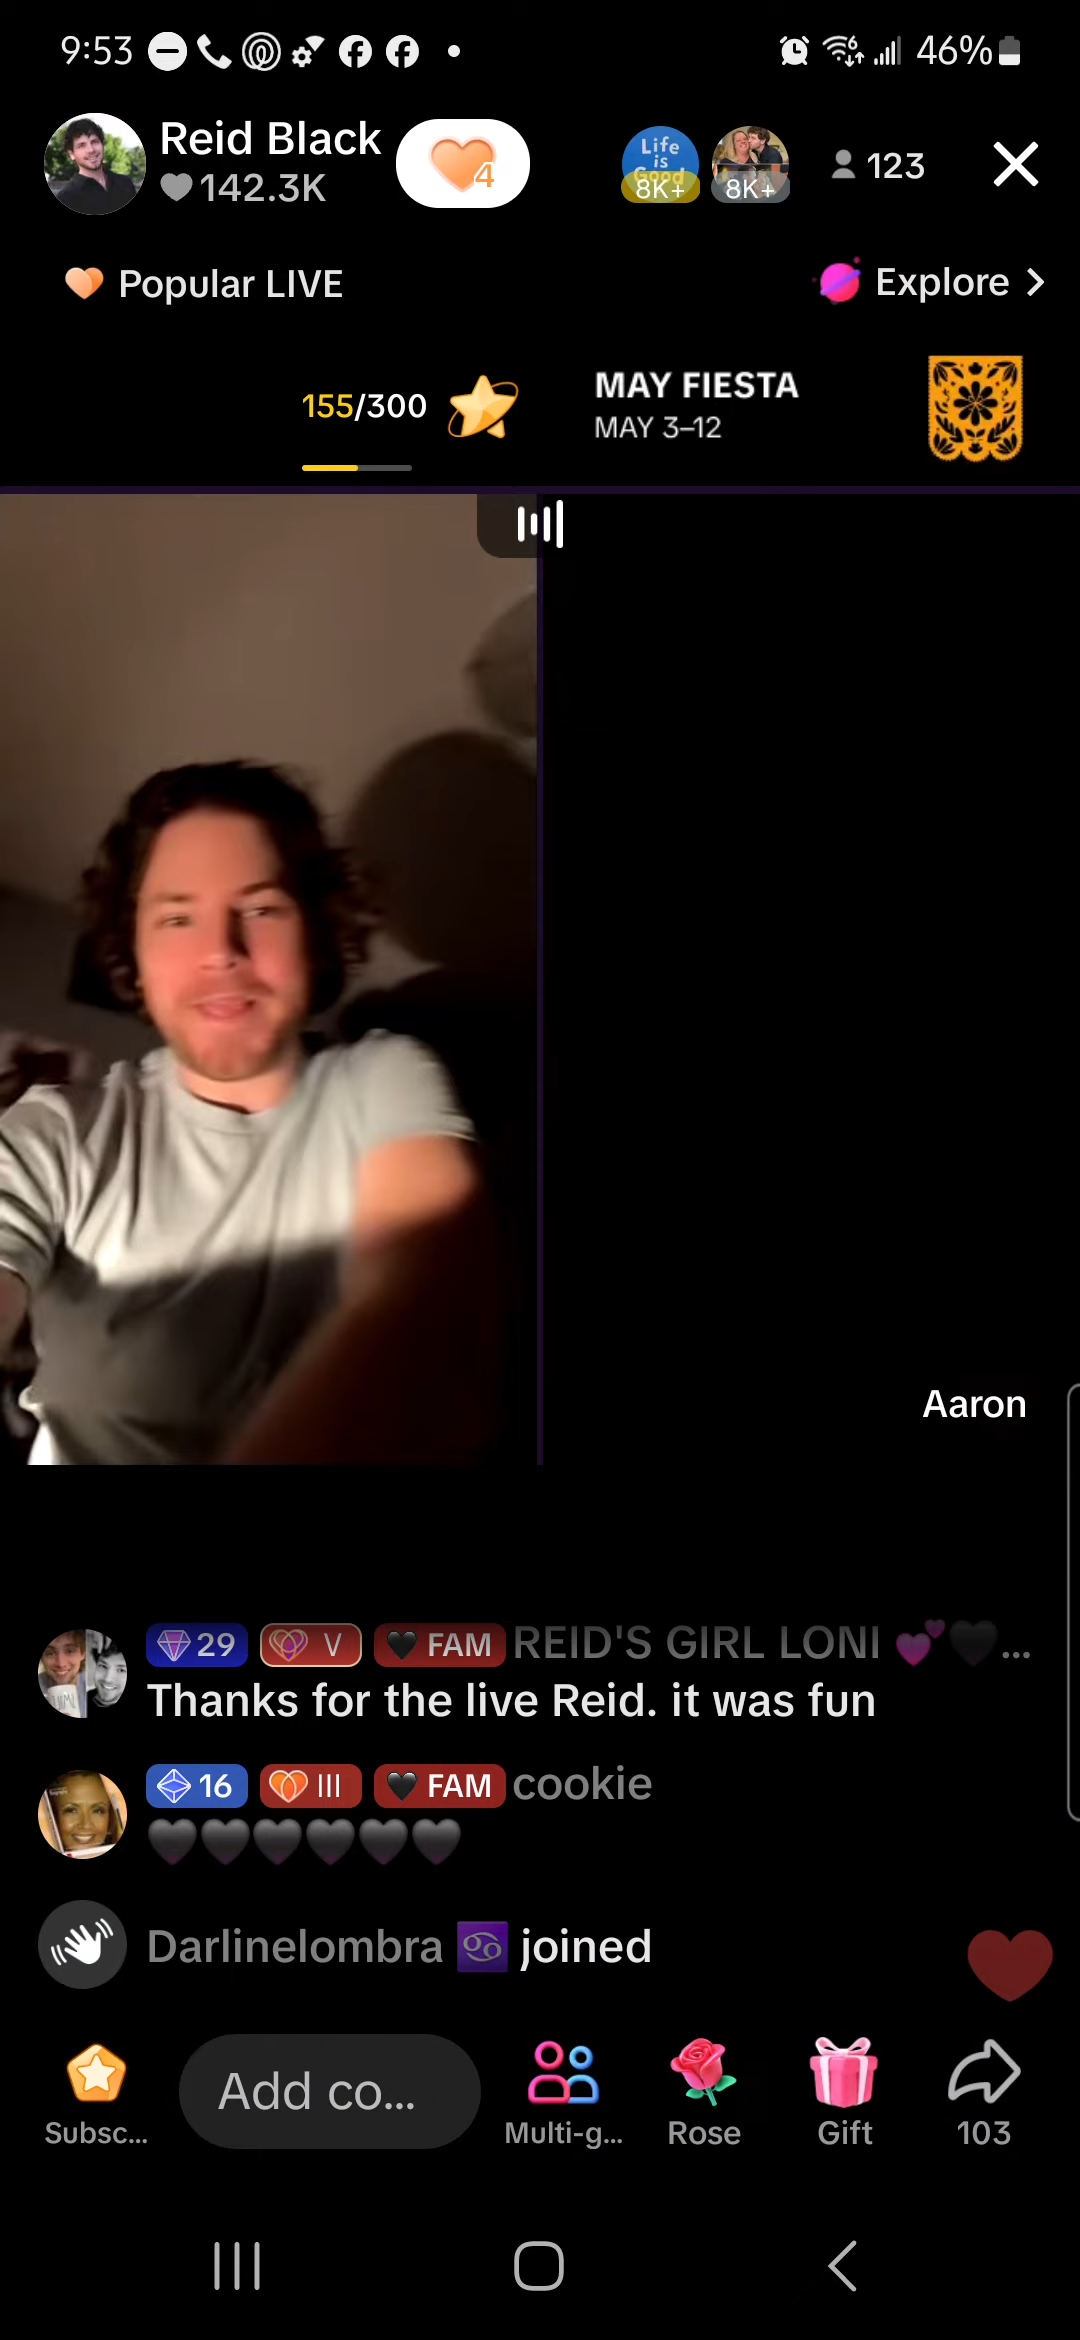 9:53
46%
Reid Black
142.3K
4
Life
is
Good
8K+
8K+
123
Popular LIVE
Explore
155/300
MAY FIESTA
MAY 3–12
Aaron
29 V FAM REID'S GIRL LONI 💕🖤...
Thanks for the live Reid. it was fun
16 III FAM cookie
🖤🖤🖤🖤🖤🖤
Darlinelombra ♋ joined
Subsc...
Add co...
Multi-g...
Rose
Gift
103